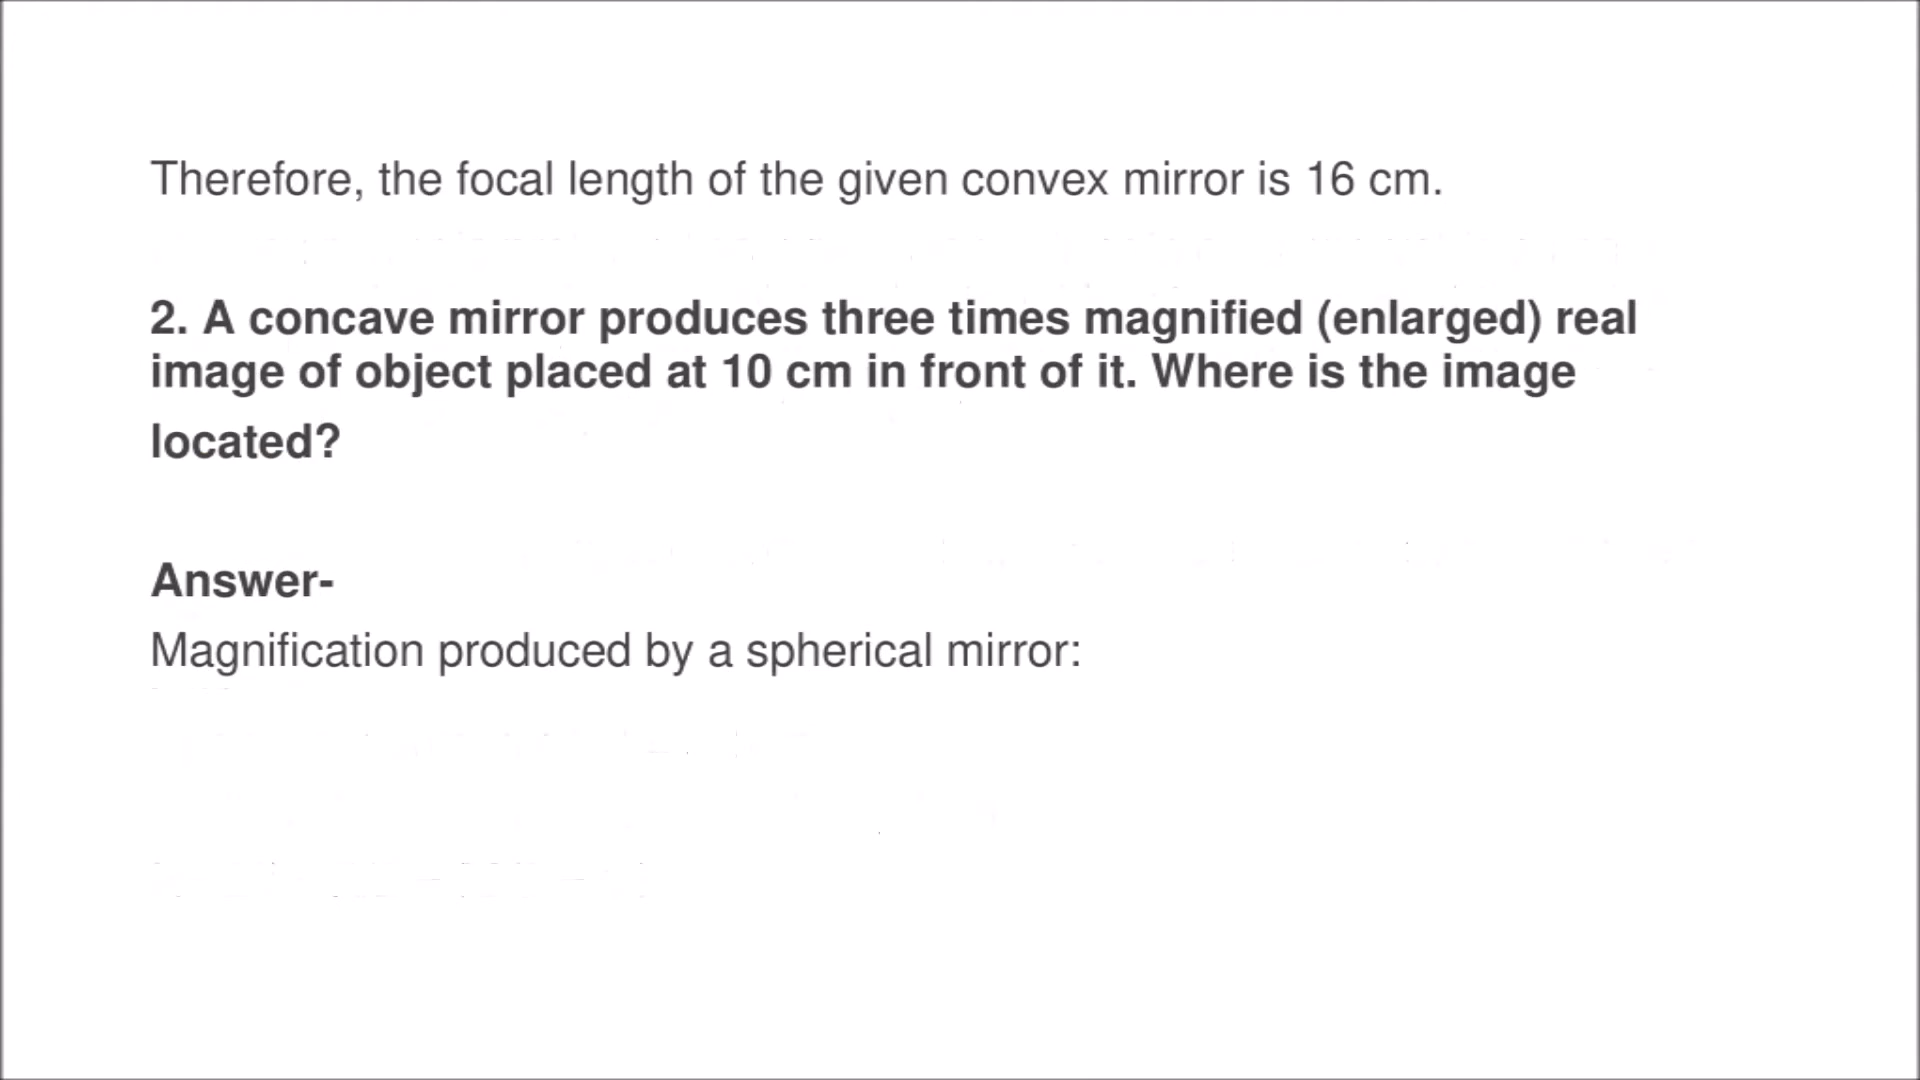 Therefore, the focal length of the given convex mirror is 16 cm.
2. A concave mirror produces three times magnified (enlarged) real
image of object placed at 10 cm in front of it. Where is the image
located?
Answer-
Magnification produced by a spherical mirror: